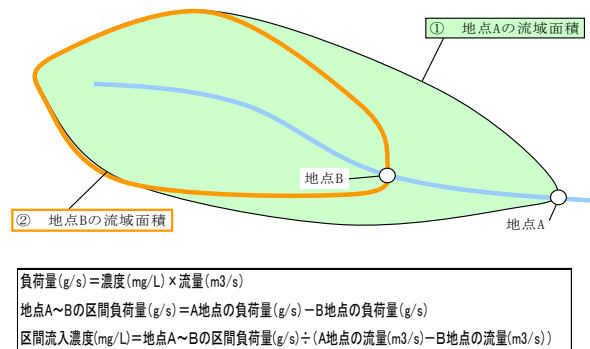 ① 地点Aの流域面積
地点B
② 地点Bの流域面積
地点A
負荷量(g/s)=濃度(mg/L)×流量(m3/s)
地点A~Bの区間負荷量(g/s)=A地点の負荷量(g/s)-B地点の負荷量(g/s)
区間流入濃度(mg/L)=地点A~Bの区間負荷量(g/s)÷(A地点の流量(m3/s)-B地点の流量(m3/s))